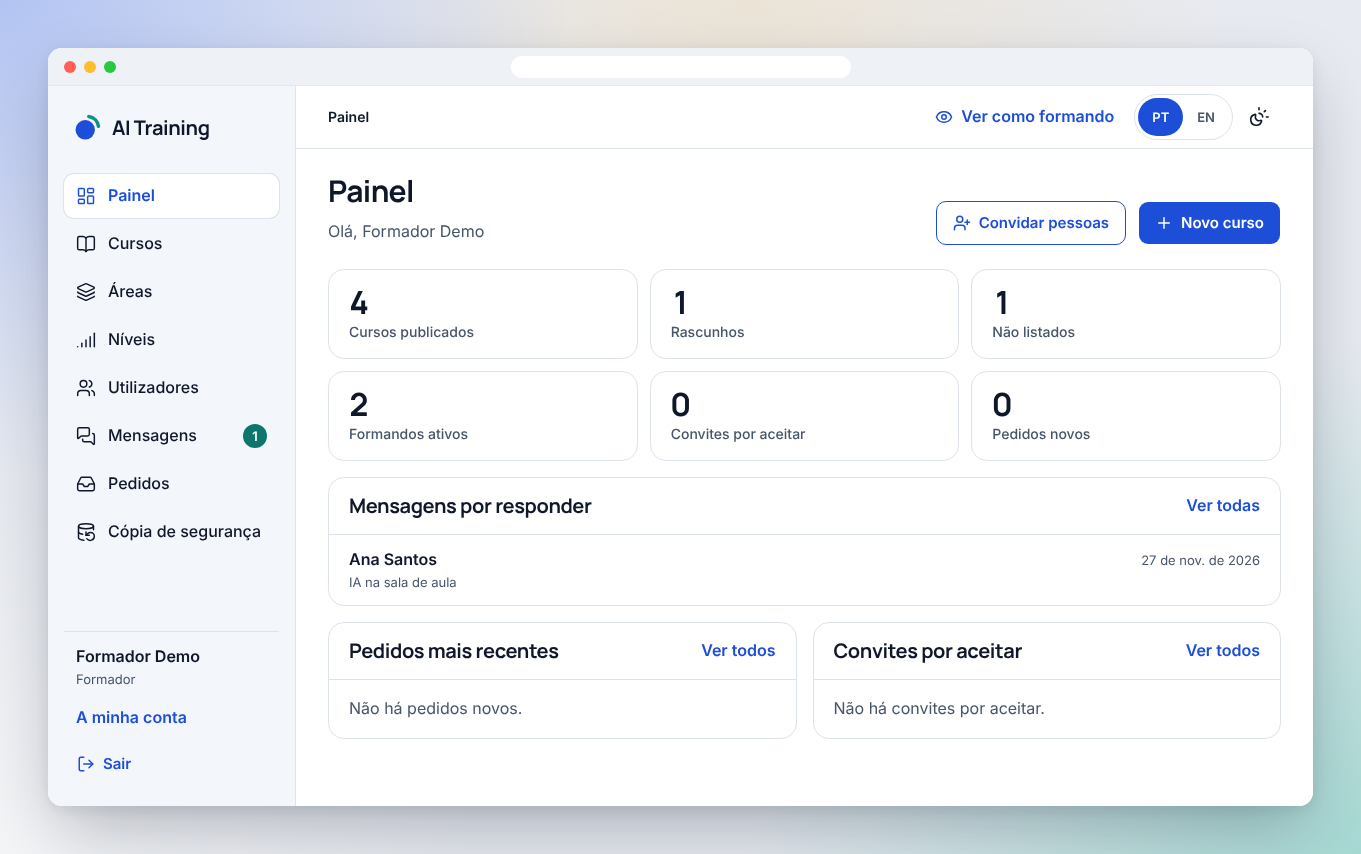 AI Training
Painel
Cursos
Áreas
Níveis
Utilizadores
Mensagens 1
Pedidos
Cópia de segurança
Formador Demo
Formador
A minha conta
Sair
Painel
Ver como formando
PT EN
Painel
Olá, Formador Demo
Convidar pessoas
Novo curso
4
Cursos publicados
1
Rascunhos
1
Não listados
2
Formandos ativos
0
Convites por aceitar
0
Pedidos novos
Mensagens por responder
Ver todas
Ana Santos
27 de nov. de 2026
IA na sala de aula
Pedidos mais recentes
Ver todos
Não há pedidos novos.
Convites por aceitar
Ver todos
Não há convites por aceitar.